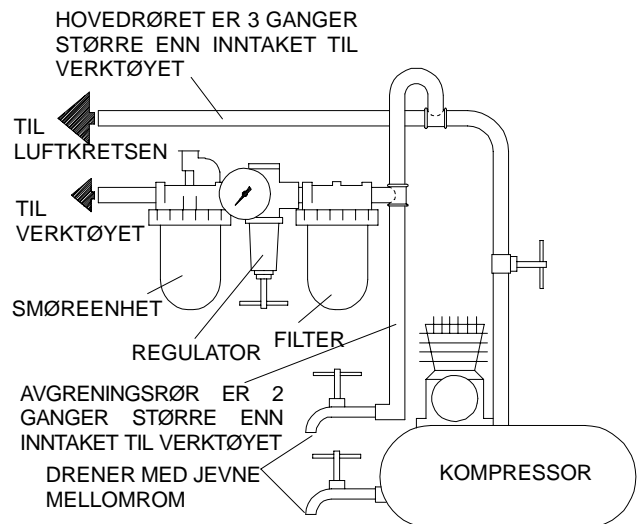 HOVEDRØRET ER 3 GANGER
STØRRE ENN INNTAKET TIL
VERKTØYET
TIL
LUFTKRETSEN
TIL
VERKTØYET
SMØREENHET
REGULATOR
FILTER
AVGRENINGSRØR ER 2
GANGER STØRRE ENN
INNTAKET TIL VERKTØYET
DRENER MED JEVNE
MELLOMROM
KOMPRESSOR